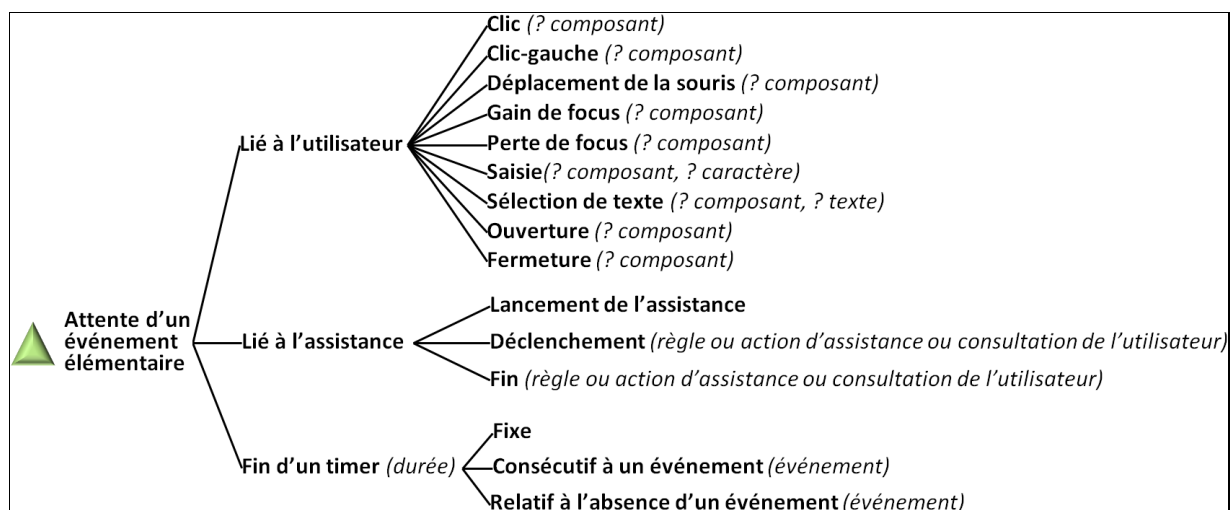 Clic (? composant)
Clic-gauche (? composant)
Déplacement de la souris (? composant)
Gain de focus (? composant)
Lié à l'utilisateur
Perte de focus (? composant)
Saisie(? composant, ? caractère)
Sélection de texte (? composant, ? texte)
Ouverture (? composant)
Fermeture (? composant)
Attente d'un
événement
élémentaire
Lancement de l'assistance
Lié à l'assistance
Déclenchement (règle ou action d'assistance ou consultation de l'utilisateur)
Fin (règle ou action d'assistance ou consultation de l'utilisateur)
Fixe
Fin d'un timer (durée)
Consécutif à un événement (événement)
Relatif à l'absence d'un événement (événement)